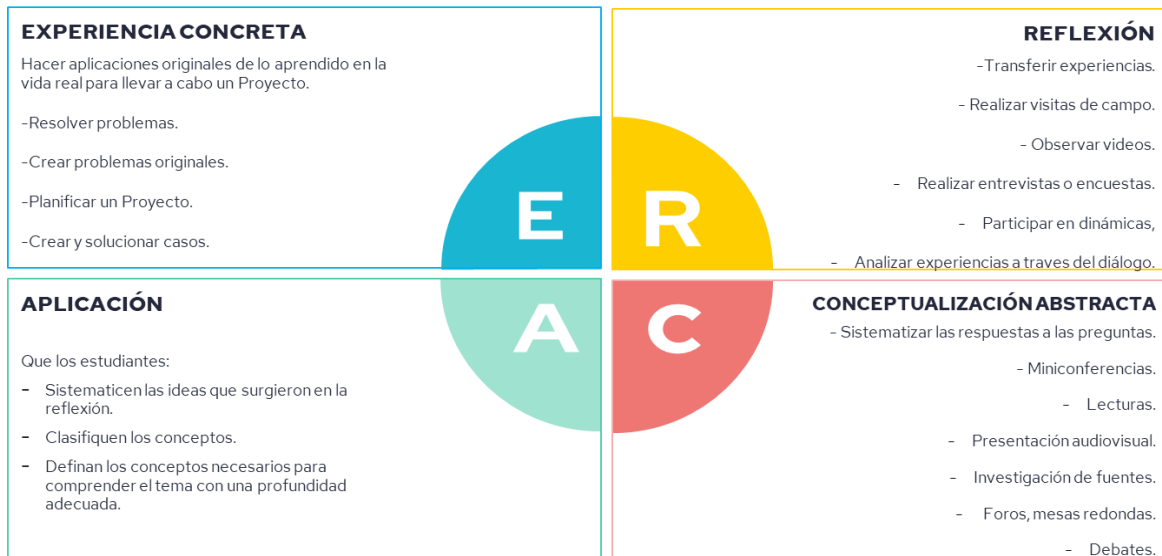 EXPERIENCIA CONCRETA
Hacer aplicaciones originales de lo aprendido en la
vida real para llevar a cabo un Proyecto.
-Resolver problemas.
-Crear problemas originales.
-Planificar un Proyecto.
-Crear y solucionar casos.
E
REFLEXIÓN
-Transferir experiencias.
- Realizar visitas de campo.
- Observar videos.
- Realizar entrevistas o encuestas.
- Participar en dinámicas,
- Analizar experiencias a traves del diálogo.
R
APLICACIÓN
Que los estudiantes:
- Sistematicen las ideas que surgieron en la
reflexión.
- Clasifiquen los conceptos.
- Definan los conceptos necesarios para
comprender el tema con una profundidad
adecuada.
A
CONCEPTUALIZACIÓN ABSTRACTA
- Sistematizar las respuestas a las preguntas.
- Miniconferencias.
- Lecturas.
- Presentación audiovisual.
- Investigación de fuentes.
- Foros, mesas redondas.
- Debates.
C